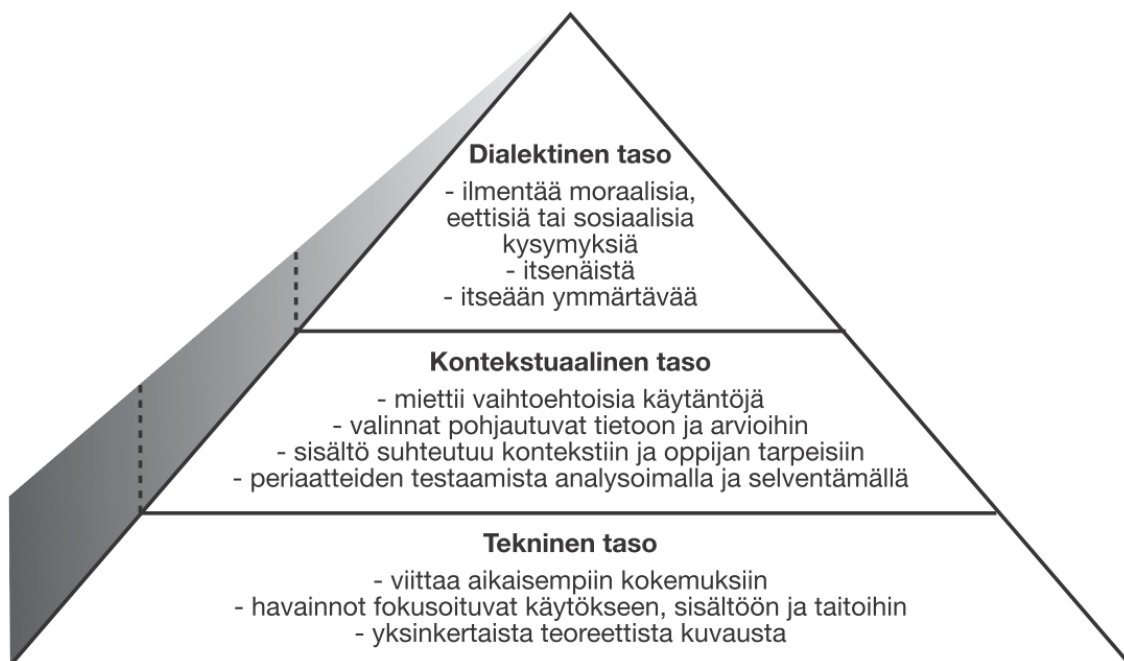 Dialektinen taso
- ilmentää moraalisia,
eettisiä tai sosiaalisia
kysymyksiä
- itsenäistä
- itseään ymmärtävää
Kontekstuaalinen taso
- miettii vaihtoehtoisia käytäntöjä
- valinnat pohjautuvat tietoon ja arvioihin
- sisältö suhteutuu kontekstiin ja oppijan tarpeisiin
- periaatteiden testaamista analysoimalla ja selventämällä
Tekninen taso
- viittaa aikaisempiin kokemuksiin
- havainnot fokusoituvat käytökseen, sisältöön ja taitoihin
- yksinkertaista teoreettista kuvausta